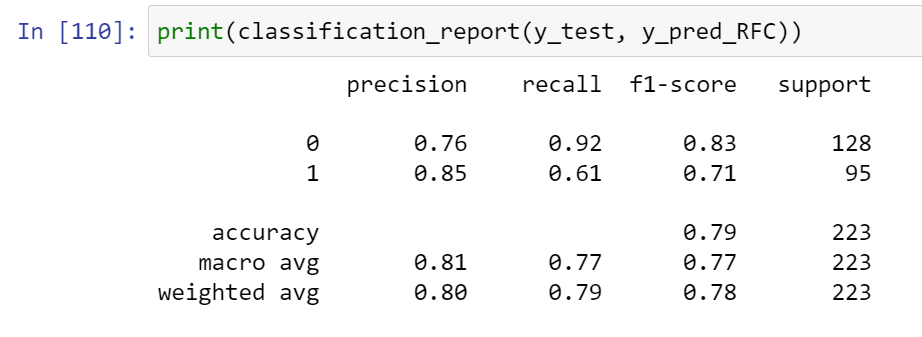 In [110]: print(classification_report(y_test, y_pred_RFC))
precision recall f1-score support
0 0.76 0.92 0.83 128
1 0.85 0.61 0.71 95
accuracy 0.79 223
macro avg 0.81 0.77 0.77 223
weighted avg 0.80 0.79 0.78 223